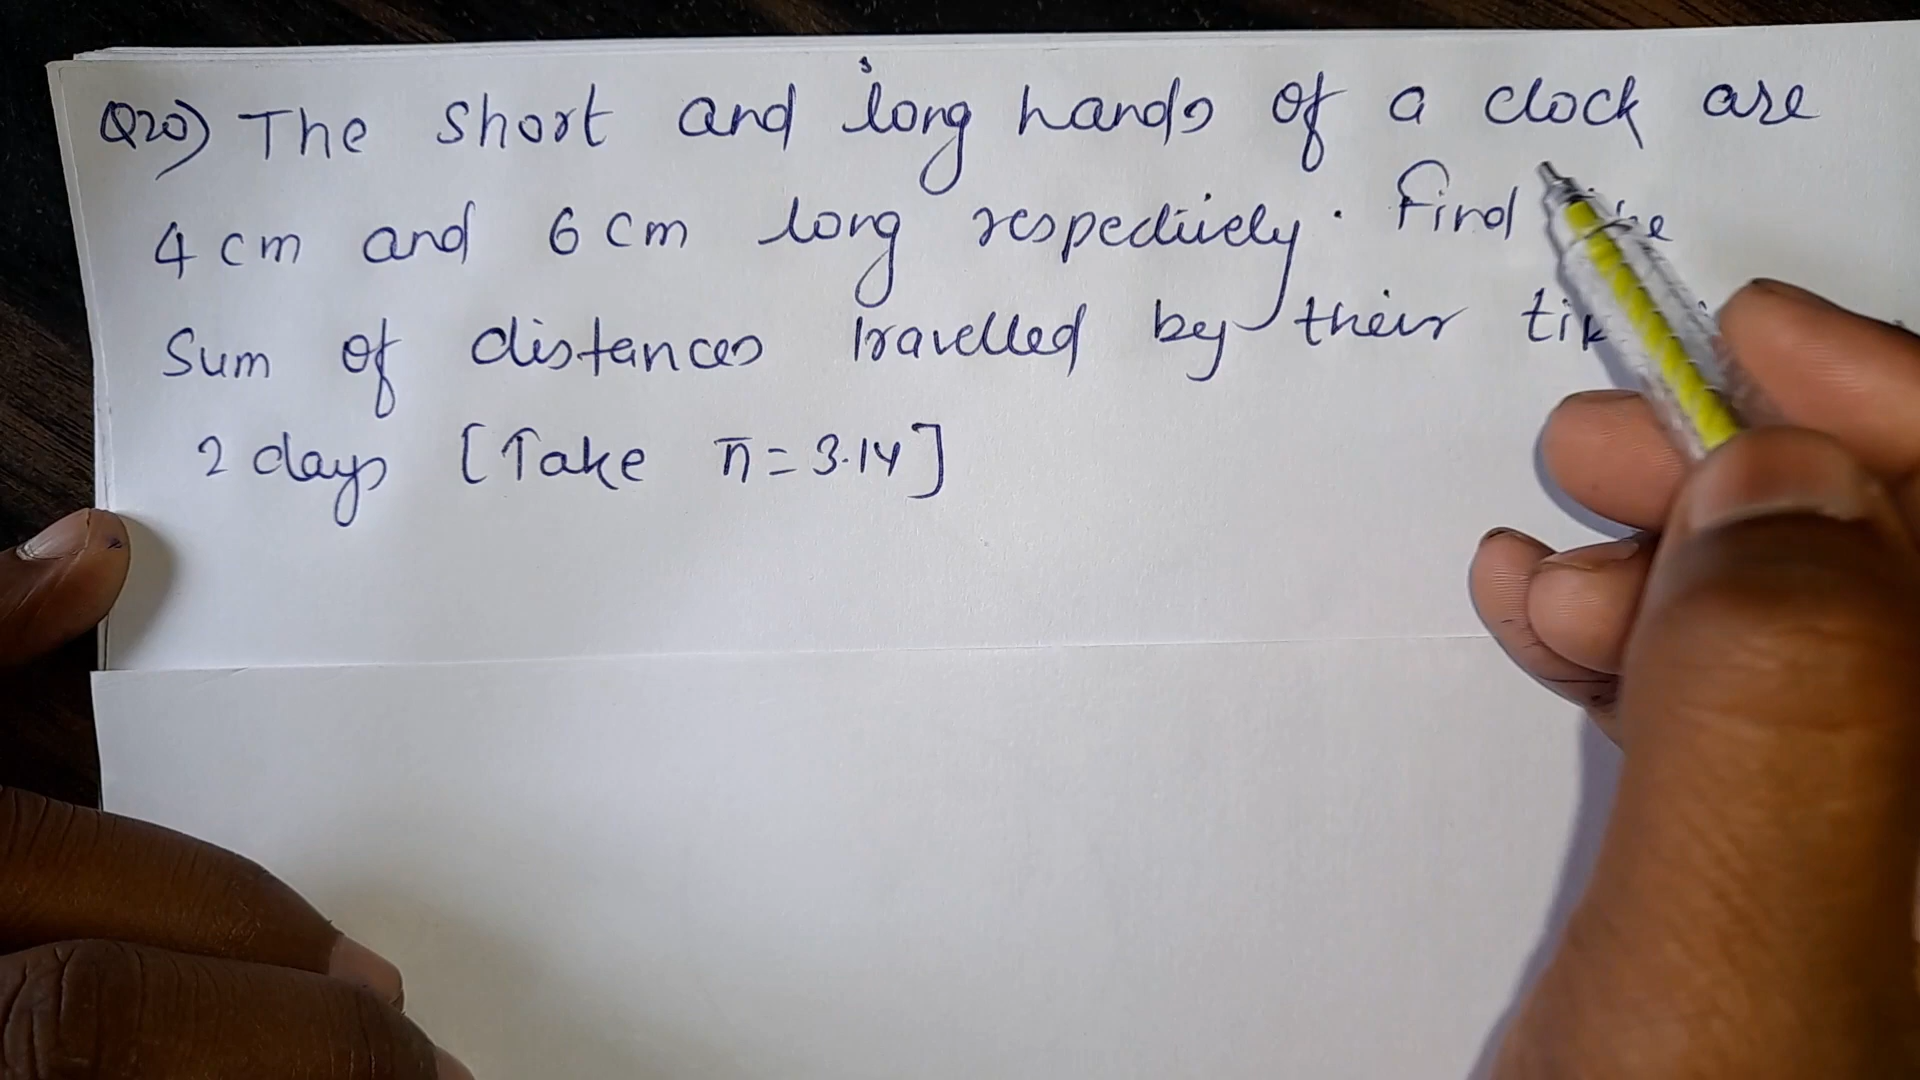 Q20) The short and long hands of a clock are
4 cm and 6 cm long respectively. Find
Sum of distances travelled by their
2 days [Take π = 3.14]